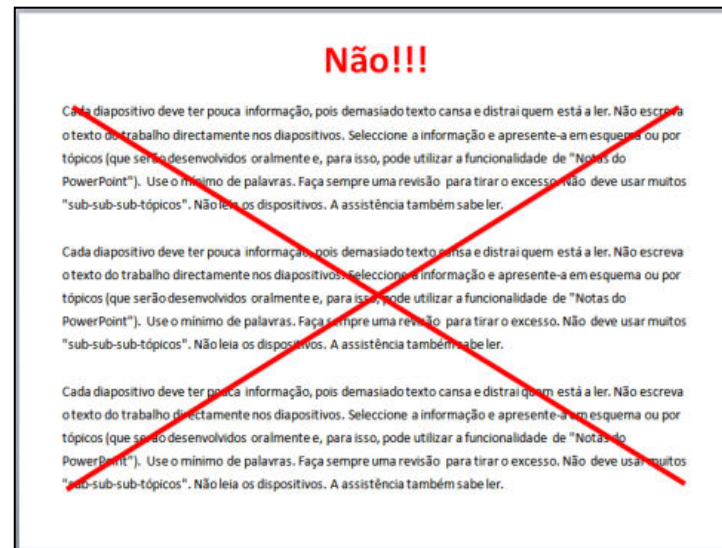 Não!!!
Cada diapositivo deve ter pouca informação, pois demasiado texto cansa e distrai quem está a ler. Não escreva
o texto do trabalho directamente nos diapositivos. Seleccione a informação e apresente-a em esquema ou por
tópicos (que serão desenvolvidos oralmente e, para isso, pode utilizar a funcionalidade de "Notas do
PowerPoint"). Use o mínimo de palavras. Faça sempre uma revisão para tirar o excesso. Não deve usar muitos
"sub-sub-sub-tópicos". Não leia os dispositivos. A assistência também sabe ler.
Cada diapositivo deve ter pouca informação, pois demasiado texto cansa e distrai quem está a ler. Não escreva
o texto do trabalho directamente nos diapositivos. Seleccione a informação e apresente-a em esquema ou por
tópicos (que serão desenvolvidos oralmente e, para isso, pode utilizar a funcionalidade de "Notas do
PowerPoint"). Use o mínimo de palavras. Faça sempre uma revisão para tirar o excesso. Não deve usar muitos
"sub-sub-sub-tópicos". Não leia os dispositivos. A assistência também sabe ler.
Cada diapositivo deve ter pouca informação, pois demasiado texto cansa e distrai quem está a ler. Não escreva
o texto do trabalho directamente nos diapositivos. Seleccione a informação e apresente-a em esquema ou por
tópicos (que serão desenvolvidos oralmente e, para isso, pode utilizar a funcionalidade de "Notas do
PowerPoint"). Use o mínimo de palavras. Faça sempre uma revisão para tirar o excesso. Não deve usar muitos
"sub-sub-sub-tópicos". Não leia os dispositivos. A assistência também sabe ler.